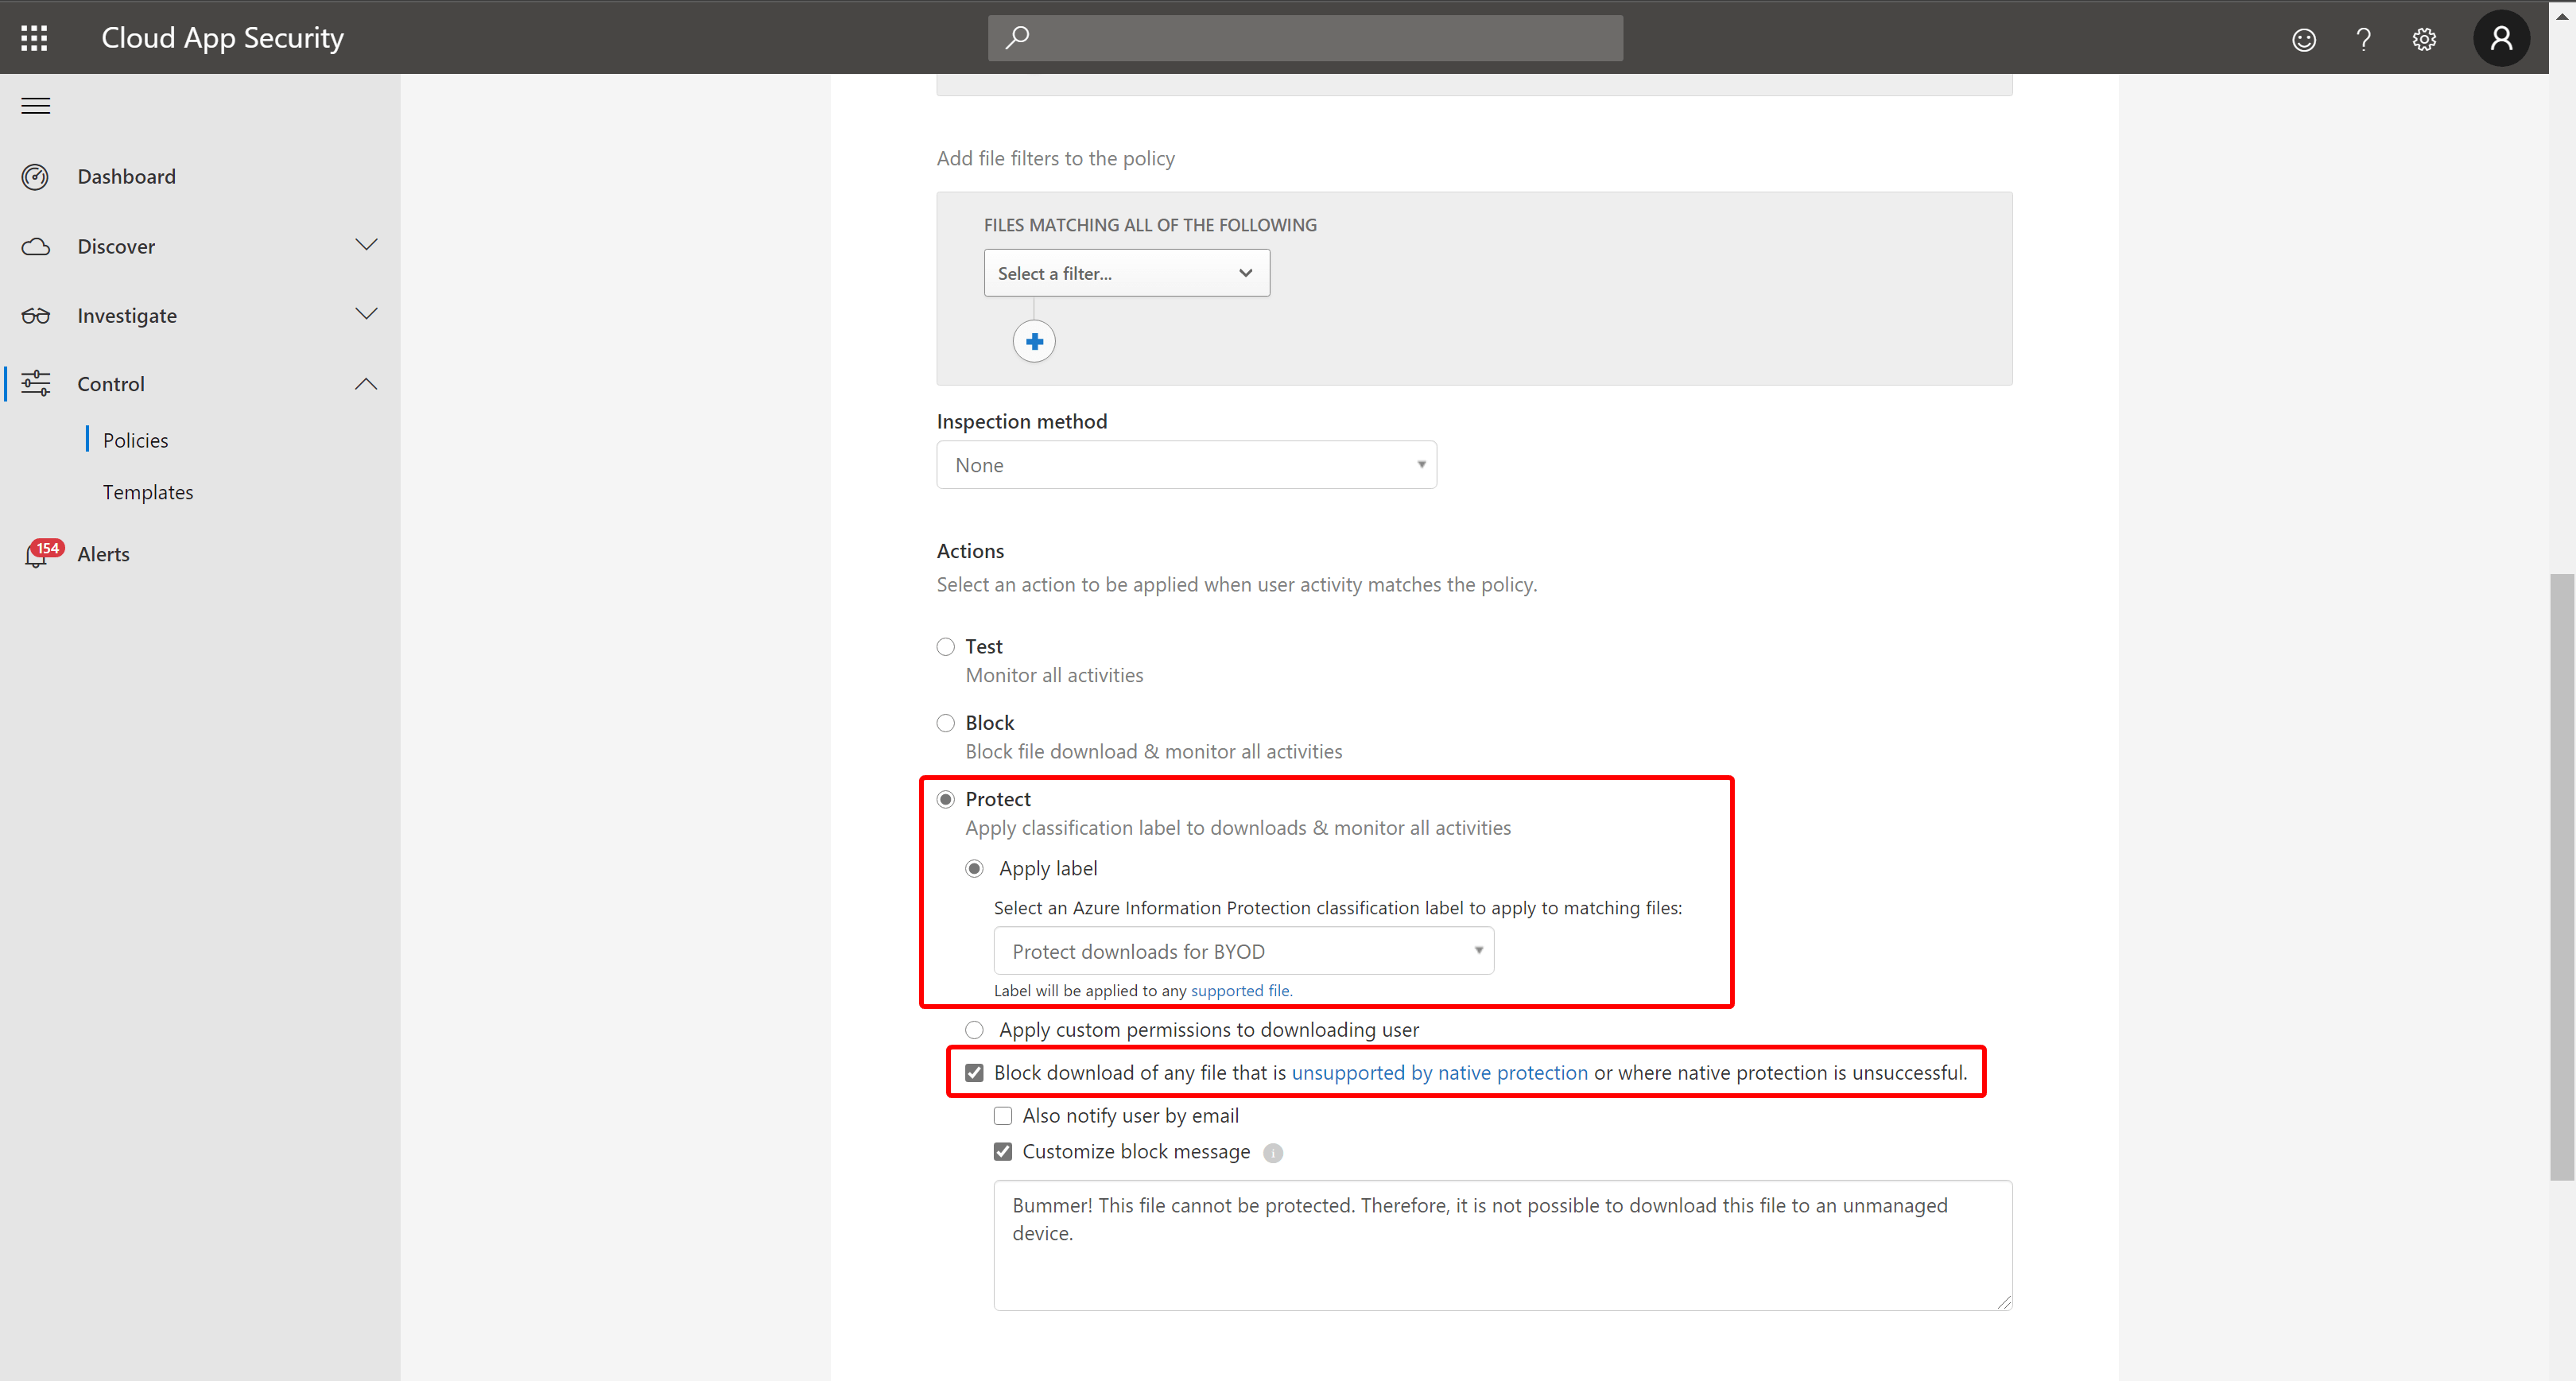 Cloud App Security
Dashboard
Discover
Investigate
Control
Policies
Templates
154
Alerts
Add file filters to the policy
FILES MATCHING ALL OF THE FOLLOWING
Select a filter...
Inspection method
None
Actions
Select an action to be applied when user activity matches the policy.
Test
Monitor all activities
Block
Block file download & monitor all activities
Protect
Apply classification label to downloads & monitor all activities
Apply label
Select an Azure Information Protection classification label to apply to matching files:
Protect downloads for BYOD
Label will be applied to any supported file.
Apply custom permissions to downloading user
Block download of any file that is unsupported by native protection or where native protection is unsuccessful.
Also notify user by email
Customize block message
Bummer! This file cannot be protected. Therefore, it is not possible to download this file to an unmanaged
device.